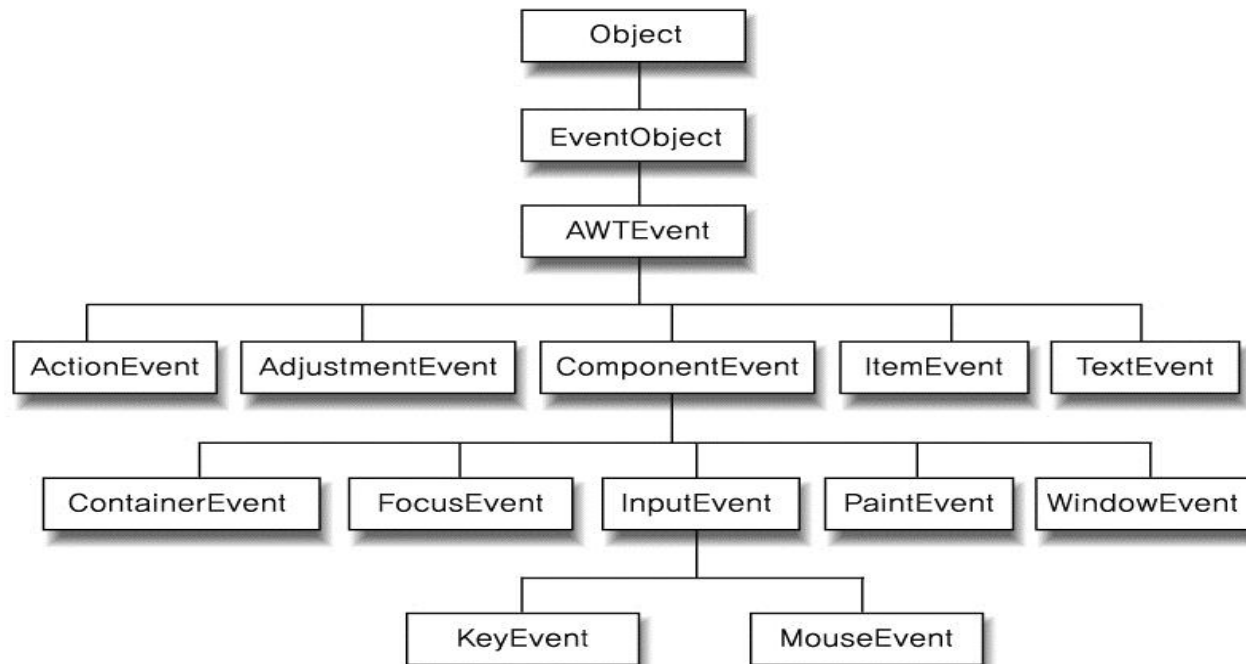 Object
EventObject
AWTEvent
ActionEvent AdjustmentEvent ComponentEvent ItemEvent TextEvent
ContainerEvent FocusEvent InputEvent PaintEvent WindowEvent
KeyEvent MouseEvent